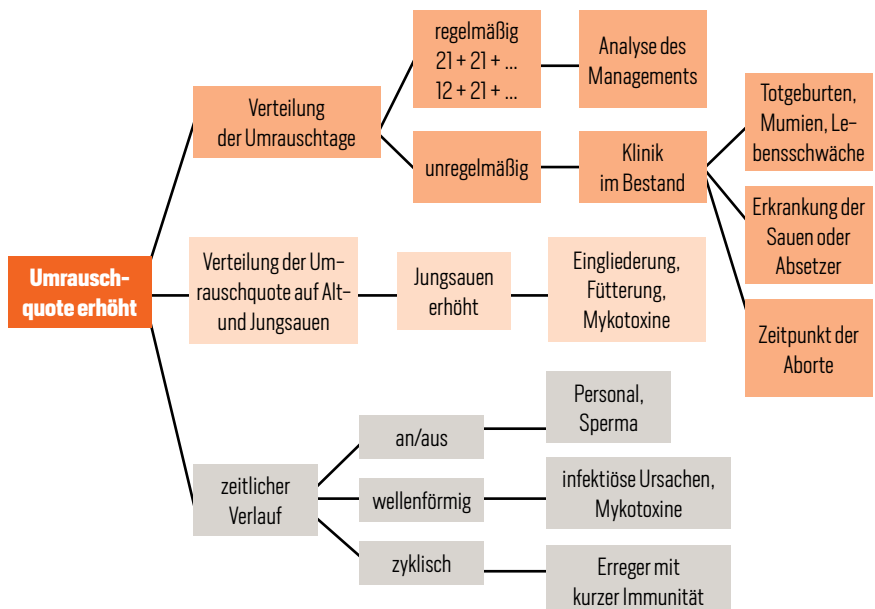 Umrausch-
quote erhöht
Verteilung
der Umrauschtage
regelmäßig
21 + 21 + ...
12 + 21 + ...
Analyse des
Managements
unregelmäßig
Klinik
im Bestand
Totgeburten,
Mumien, Le-
bensschwäche
Erkrankung der
Sauen oder
Absetzer
Zeitpunkt der
Aborte
Verteilung der Um-
rauschquote auf Alt-
und Jungsauen
Jungsauen
erhöht
Eingliederung,
Fütterung,
Mykotoxine
zeitlicher
Verlauf
an/aus
Personal,
Sperma
wellenförmig
infektiöse Ursachen,
Mykotoxine
zyklisch
Erreger mit
kurzer Immunität